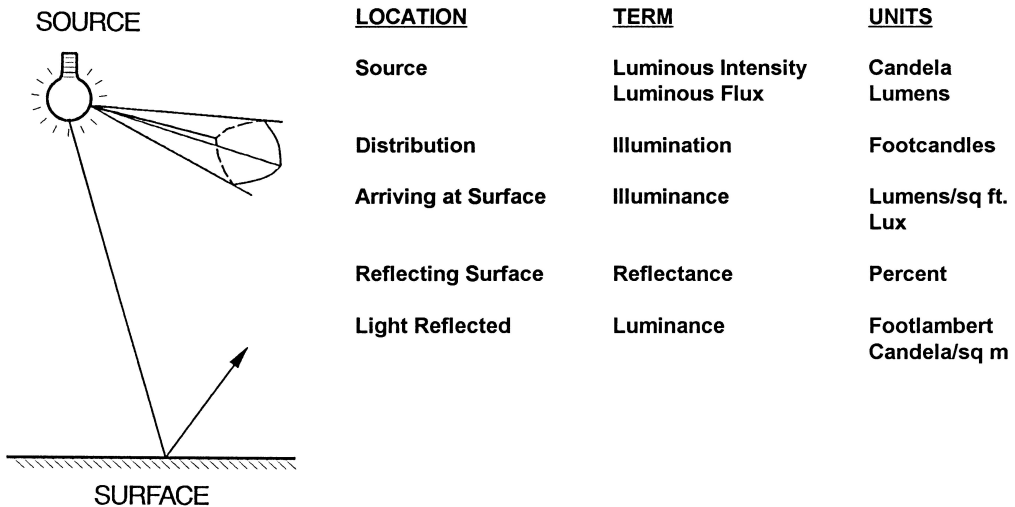 SOURCE
LOCATION TERM UNITS
Source Luminous Intensity Candela
Luminous Flux Lumens
Distribution Illumination Footcandles
Arriving at Surface Illuminance Lumens/sq ft.
Lux
Reflecting Surface Reflectance Percent
Light Reflected Luminance Footlambert
Candela/sq m
SURFACE